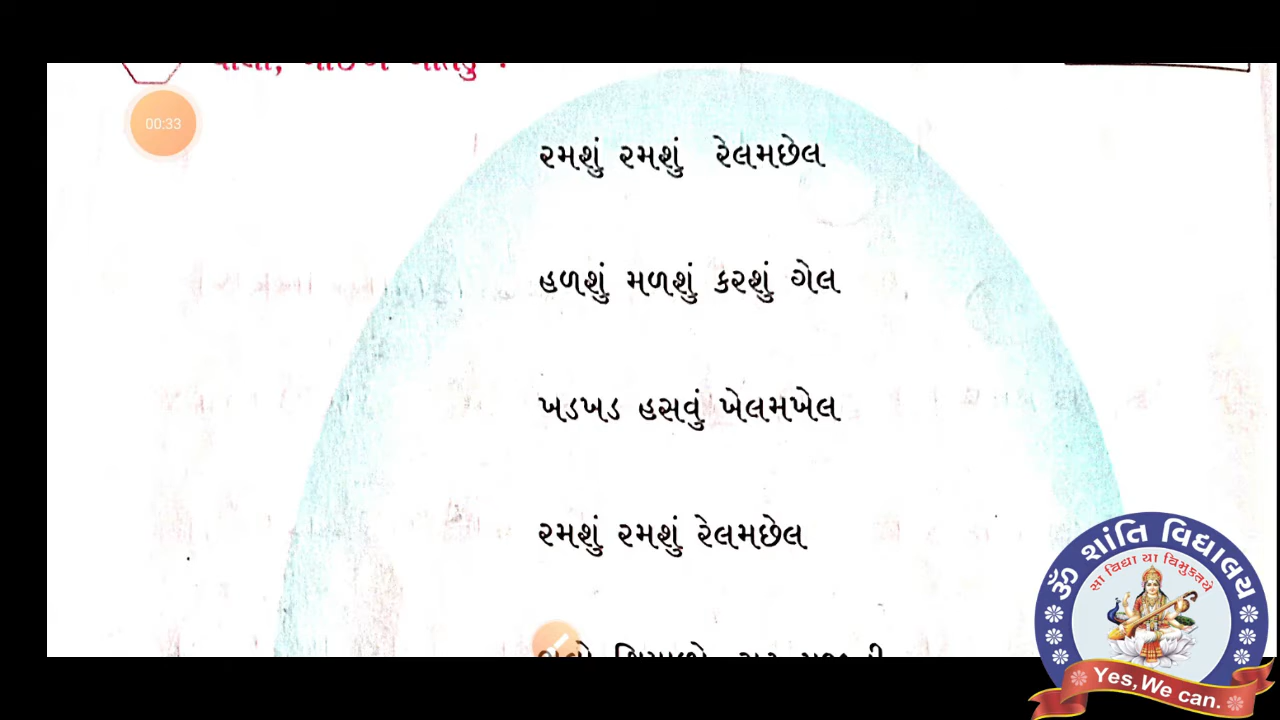 00:33
રમશું રમશું રેલમછેલ
હળશું મળશું કરશું ગેલ
ખડખડ હસવું ખેલમખેલ
રમશું રમશું રેલમછેલ
ૐ શાંતિ વિદ્યાલય
સા વિદ્યા યા વિમુક્તયે
Yes, We can.